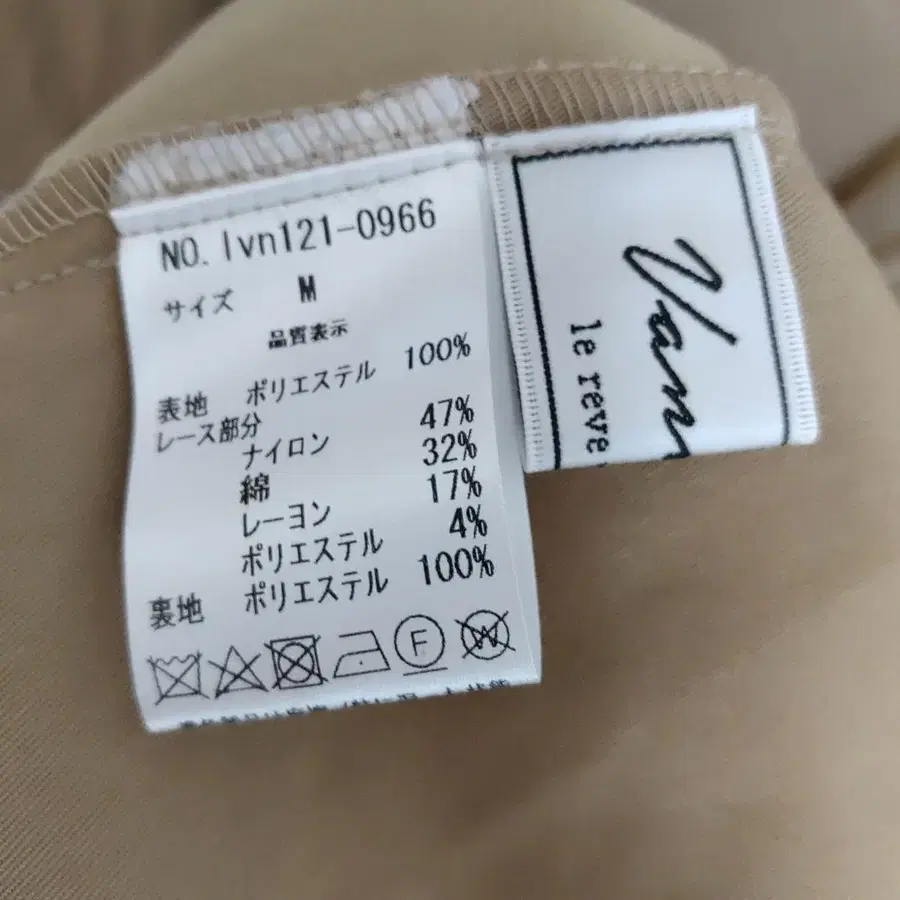 NO. lvn121-0966
サイズ M
品質表示
表地 ポリエステル 100%
レース部分
ナイロン 47%
綿 32%
レーヨン 17%
ポリエステル 4%
裏地 ポリエステル 100%
F
W
le reve